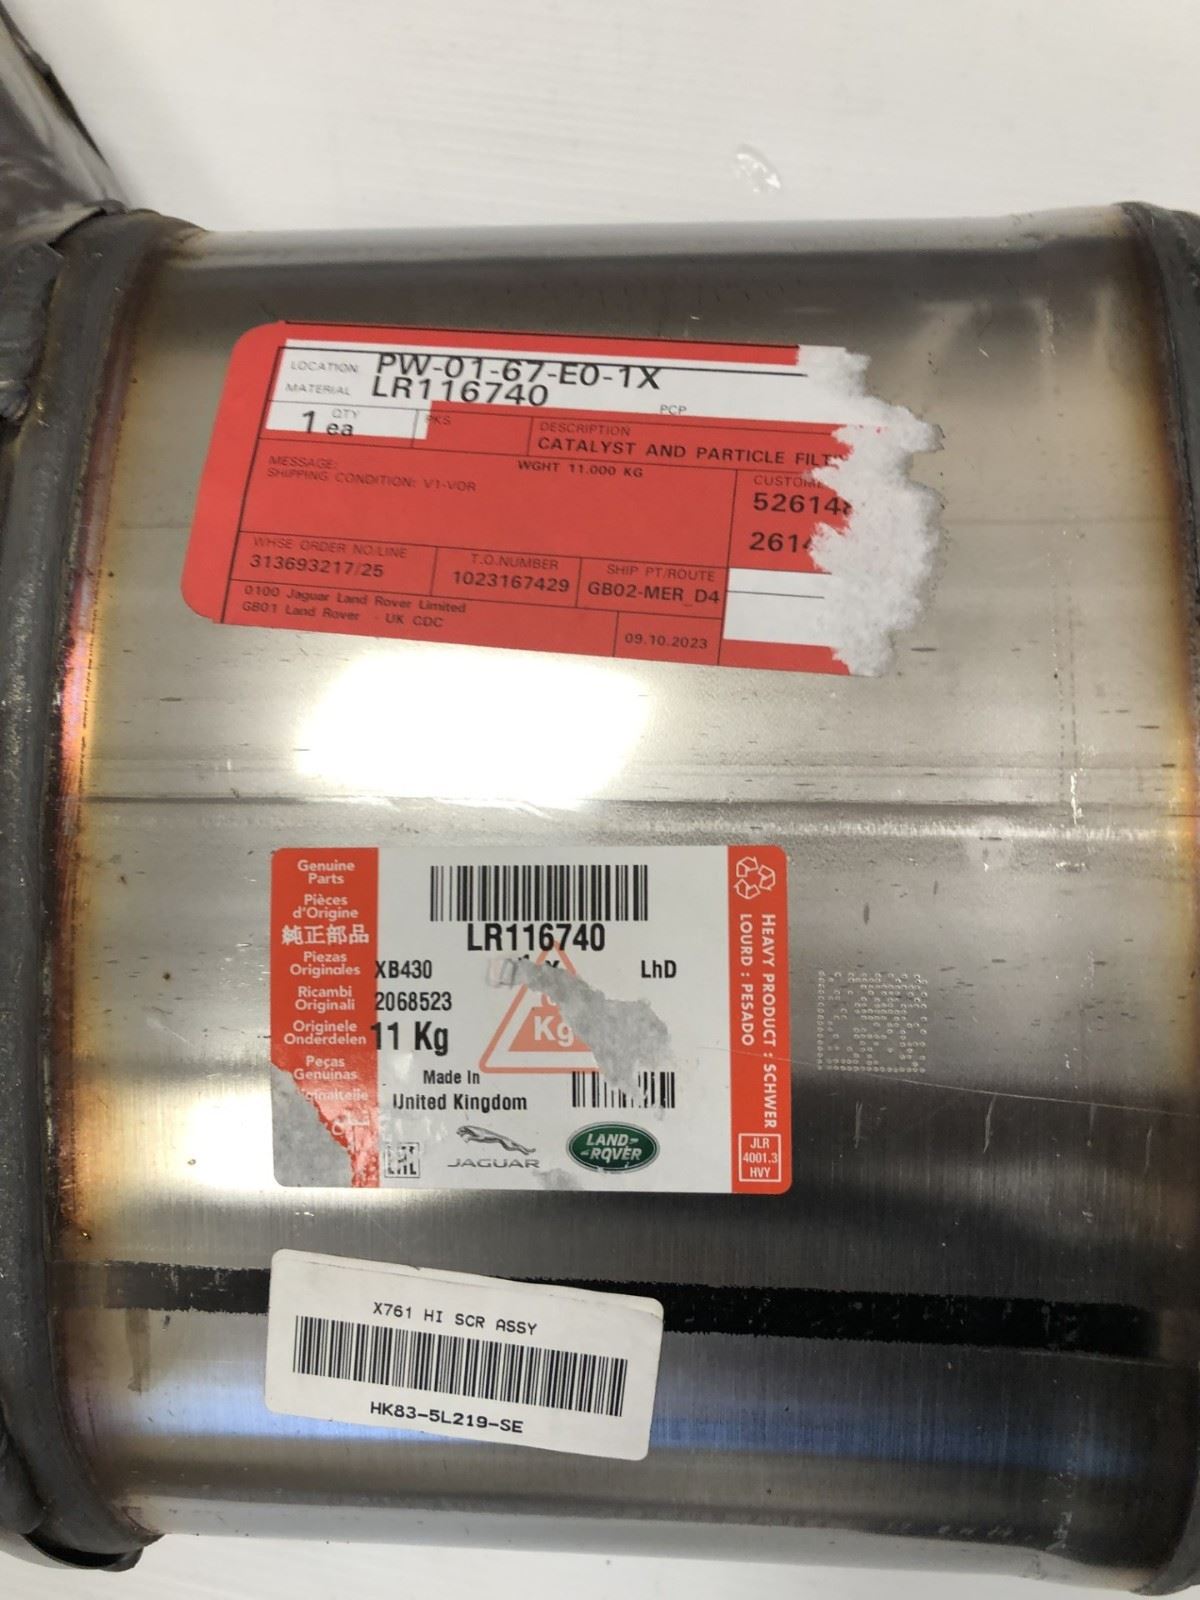 LOCATION PW-01-67-E0-1X
MATERIAL LR116740
PCP
QTY
1 ea
PKS
DESCRIPTION
CATALYST AND PARTICLE
WGHT 11.000 KG
MESSAGE:
SHIPPING CONDITION: V1-VOR
WHSE ORDER NO/LINE
313693217/25
T.O.NUMBER
1023167429
SHIP PT/ROUTE
GB02-MER_D4
0100 Jaguar Land Rover Limited
GB01 Land Rover - UK CDC
09.10.2023
Genuine
Parts
Pièces
d'Origine
純正部品
Piezas
Originales
Ricambi
Originali
Originele
Onderdelen
Peças
Genuínas
LR116740
XB430
LhD
2068523
11 Kg
Kg
Made In
United Kingdom
JAGUAR
LAND-
ROVER
HEAVY PRODUCT : SCHWER
LOURD : PESADO
JLR
4001.3
HVY
X761 HI SCR ASSY
HK83-5L219-SE